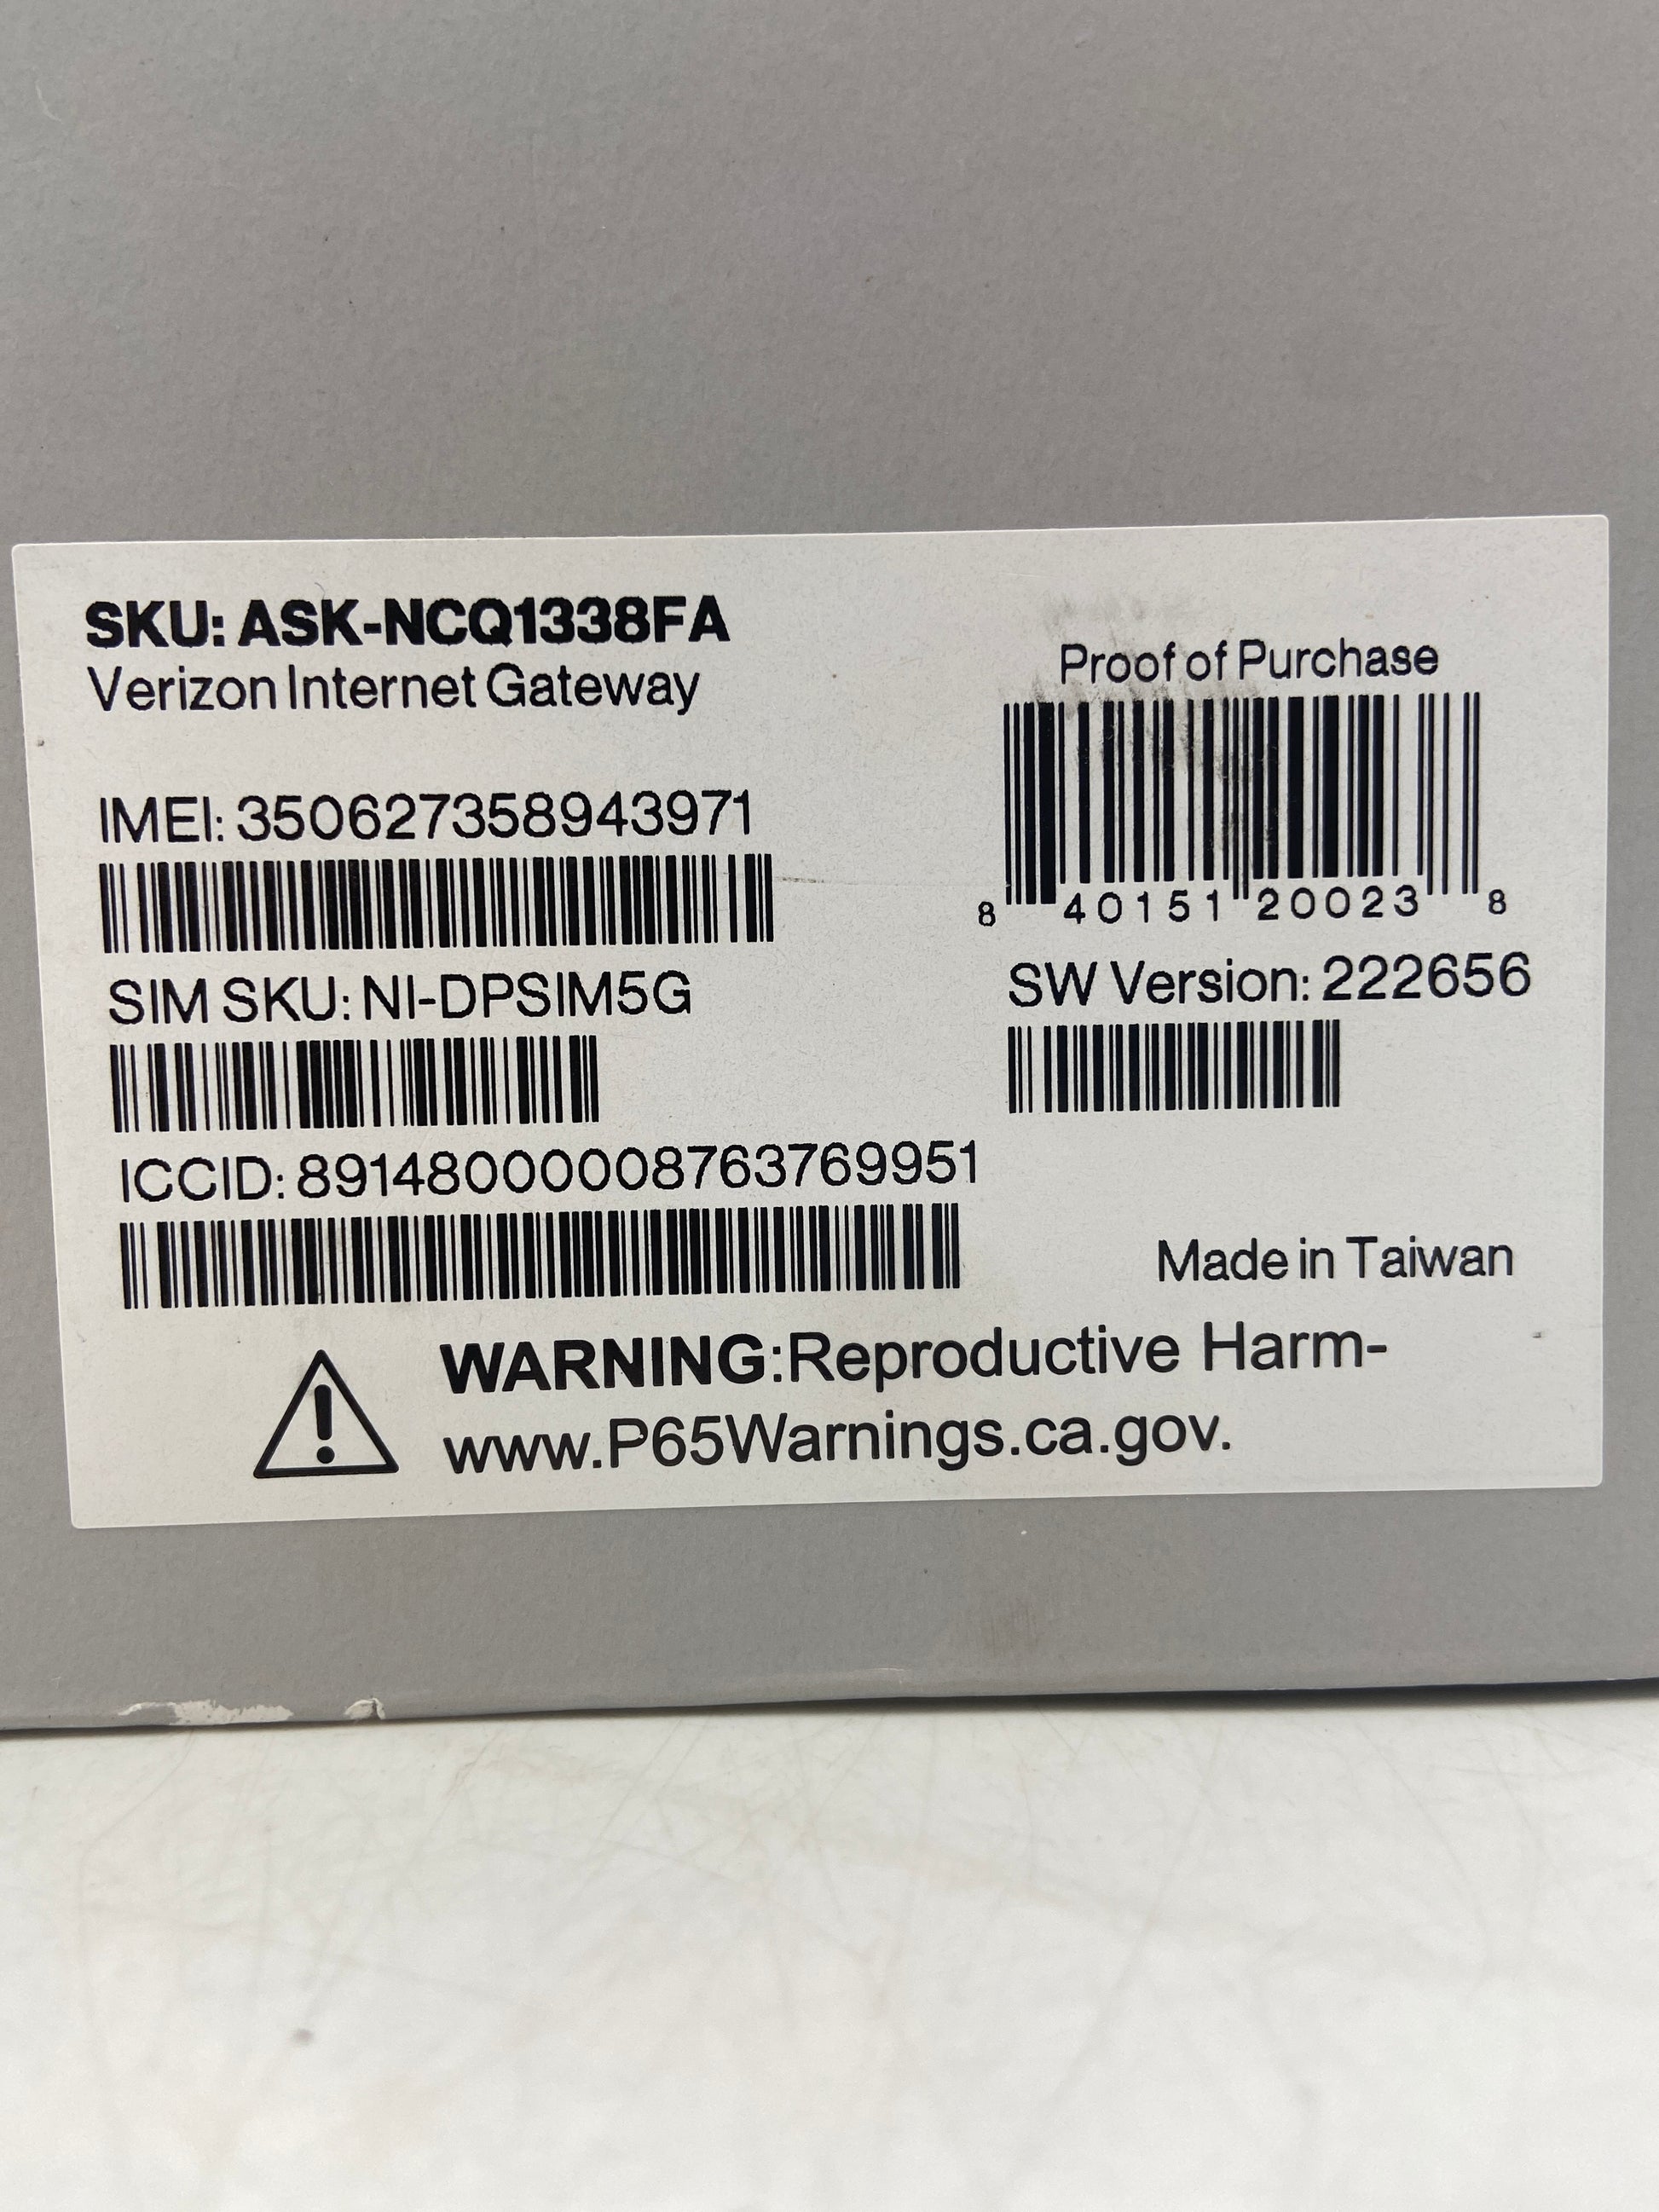 SKU: ASK-NCQ1338FA
Verizon Internet Gateway
IMEI: 350627358943971
SIM SKU: NI-DPSIM5G
ICCID: 89148000008763769951
Proof of Purchase
8 40151 20023 8
SW Version: 222656
Made in Taiwan
WARNING:Reproductive Harm-
www.P65Warnings.ca.gov.